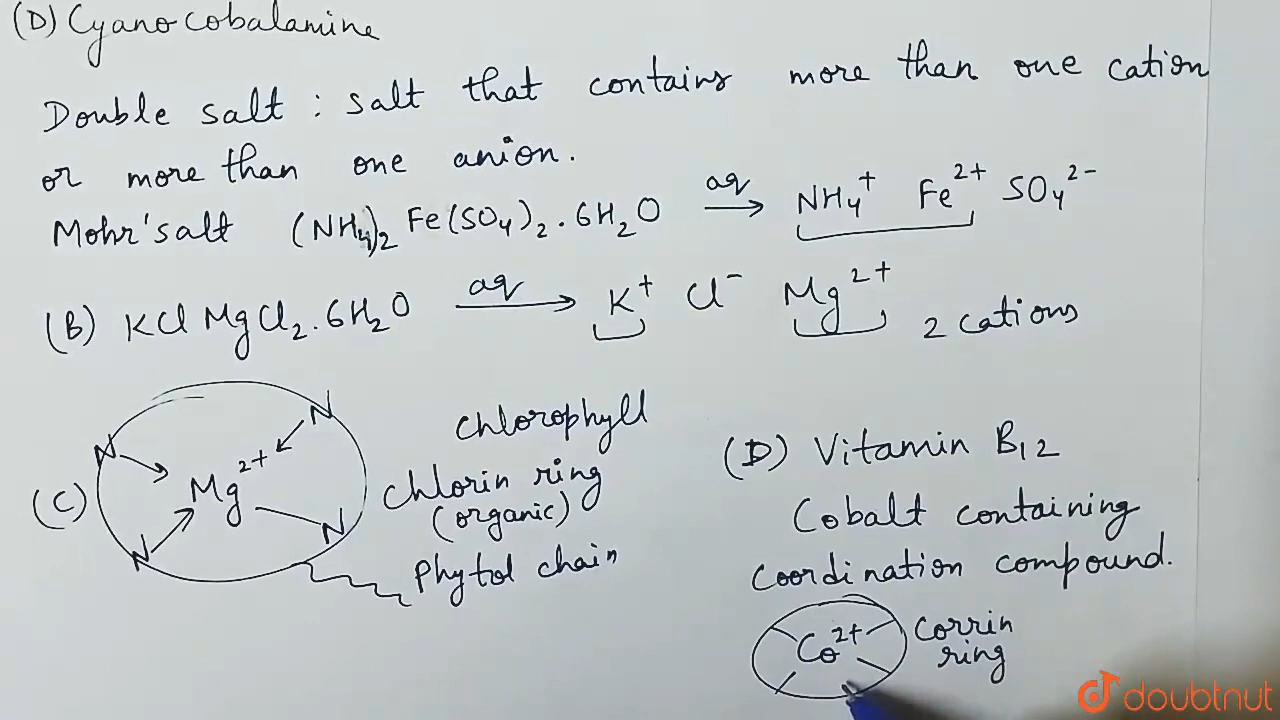 (D) Cyanocobalamine
Double salt : salt that contains more than one cation
or more than one anion.
Mohr'salt (NH₄)₂ Fe(SO₄)₂.6H₂O aq→ NH₄⁺ Fe²⁺ SO₄²⁻
(B) KCl MgCl₂.6H₂O aq→ K⁺ Cl⁻ Mg²⁺ 2 cations
(C) N N Mg²⁺ N N
Chlorophyll
Chlorin ring
(organic)
Phytol chain
(D) Vitamin B₁₂
Cobalt containing
coordination compound.
Co²⁺ Corrin
ring
doubtnut